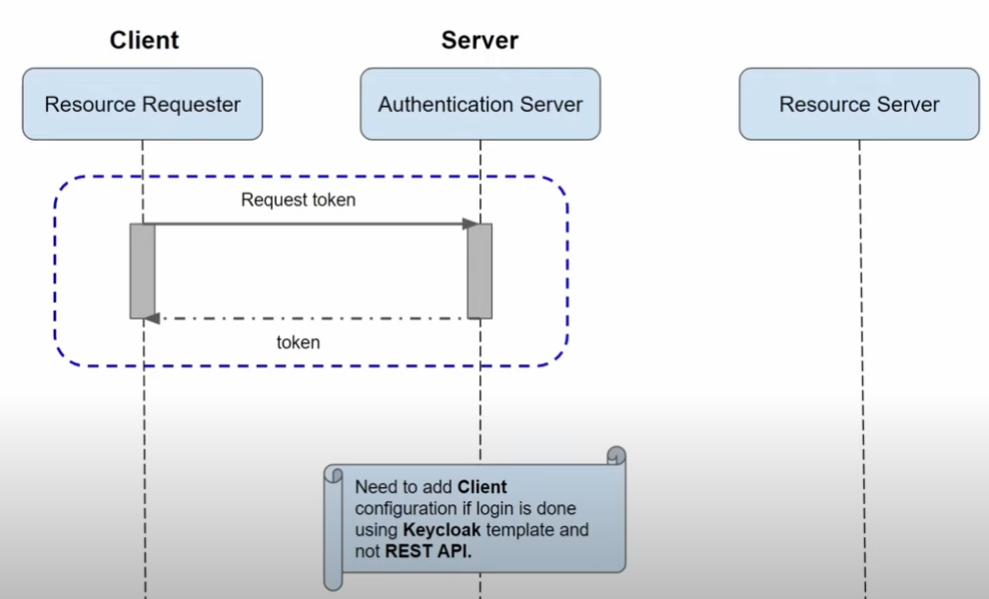 Client
Server
Resource Requester
Authentication Server
Resource Server
Request token
token
Need to add Client
configuration if login is done
using Keycloak template and
not REST API.